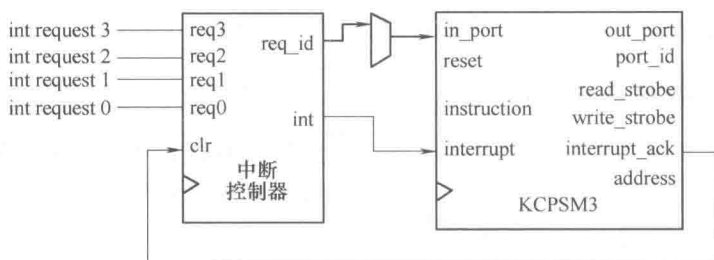 int request 3
int request 2
int request 1
int request 0
req3
req2
req1
req0
clr
req_id
int
中断
控制器
in_port
reset
instruction
interrupt
out_port
port_id
read_strobe
write_strobe
interrupt_ack
address
KCPSM3